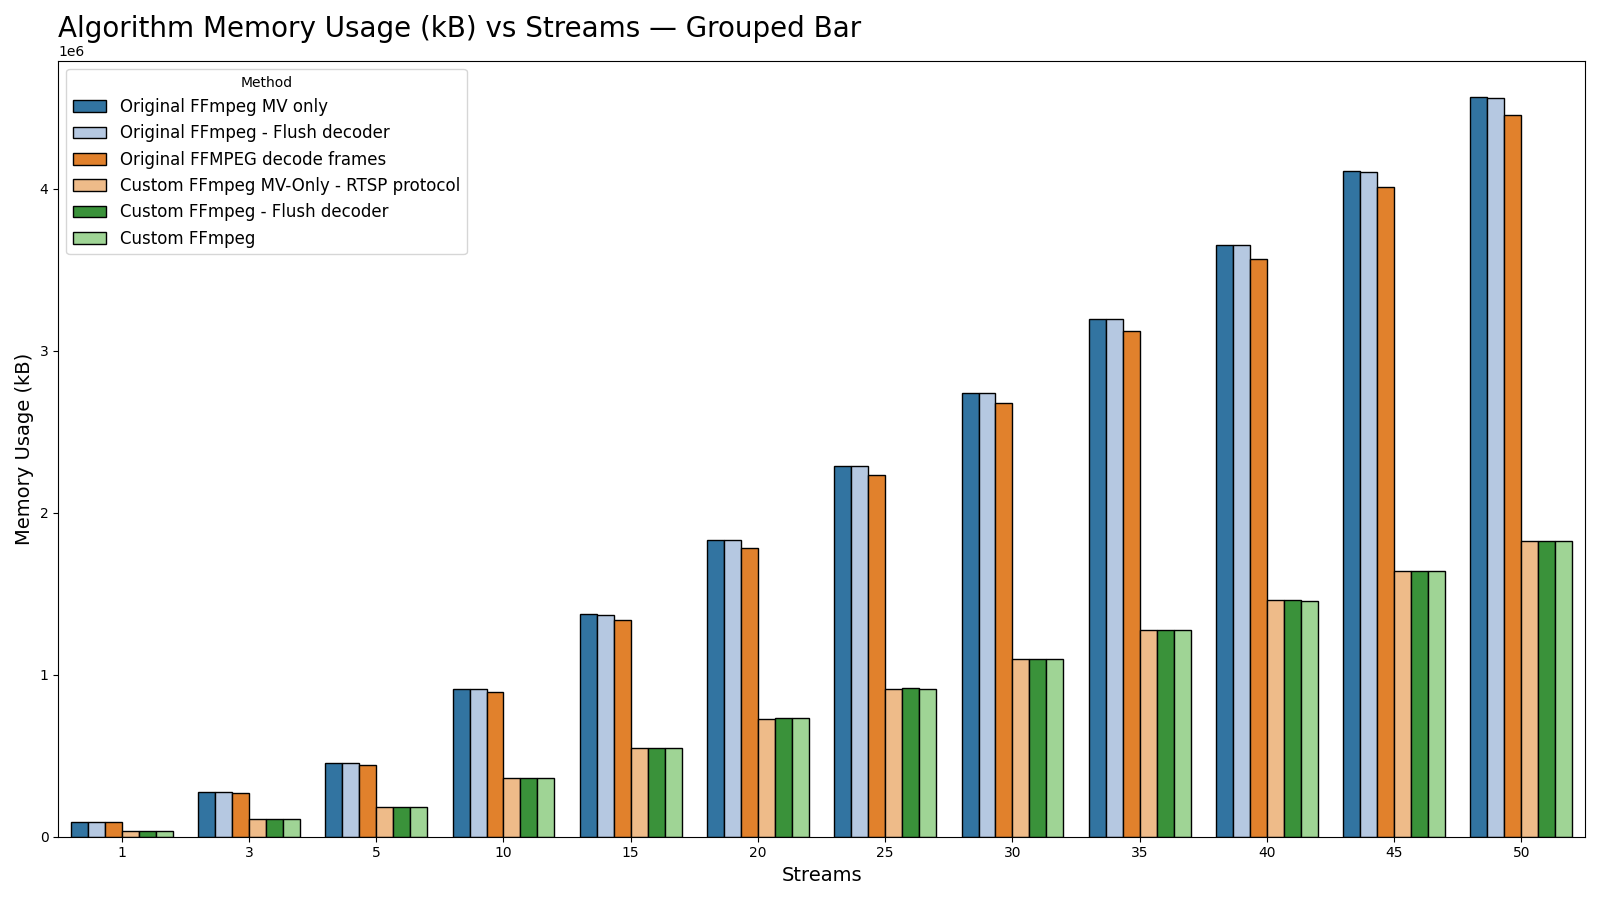 Algorithm Memory Usage (kB) vs Streams — Grouped Bar
1e6
Method
Original FFmpeg MV only
Original FFmpeg - Flush decoder
Original FFMPEG decode frames
Custom FFmpeg MV-Only - RTSP protocol
Custom FFmpeg - Flush decoder
Custom FFmpeg
4
3
2
1
0
Memory Usage (kB)
1 3 5 10 15 20 25 30 35 40 45 50
Streams